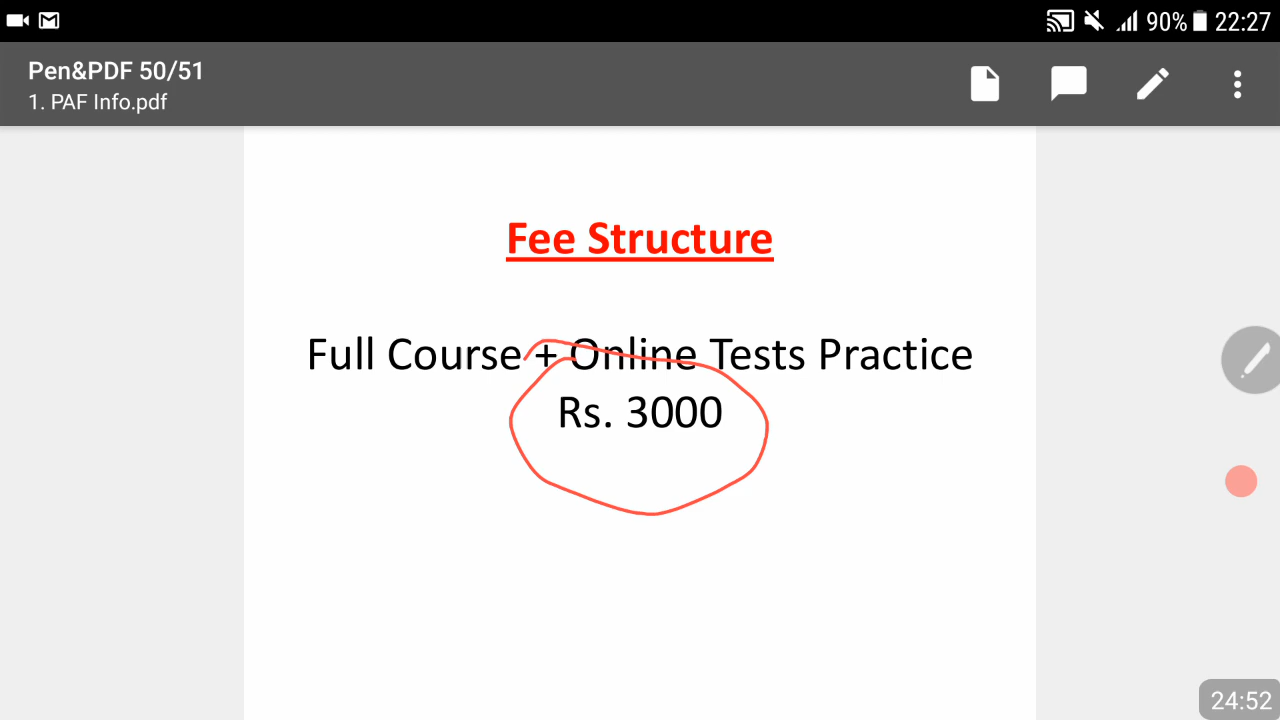 90% 22:27
Pen&PDF 50/51
1. PAF Info.pdf
Fee Structure
Full Course + Online Tests Practice
Rs. 3000
24:52